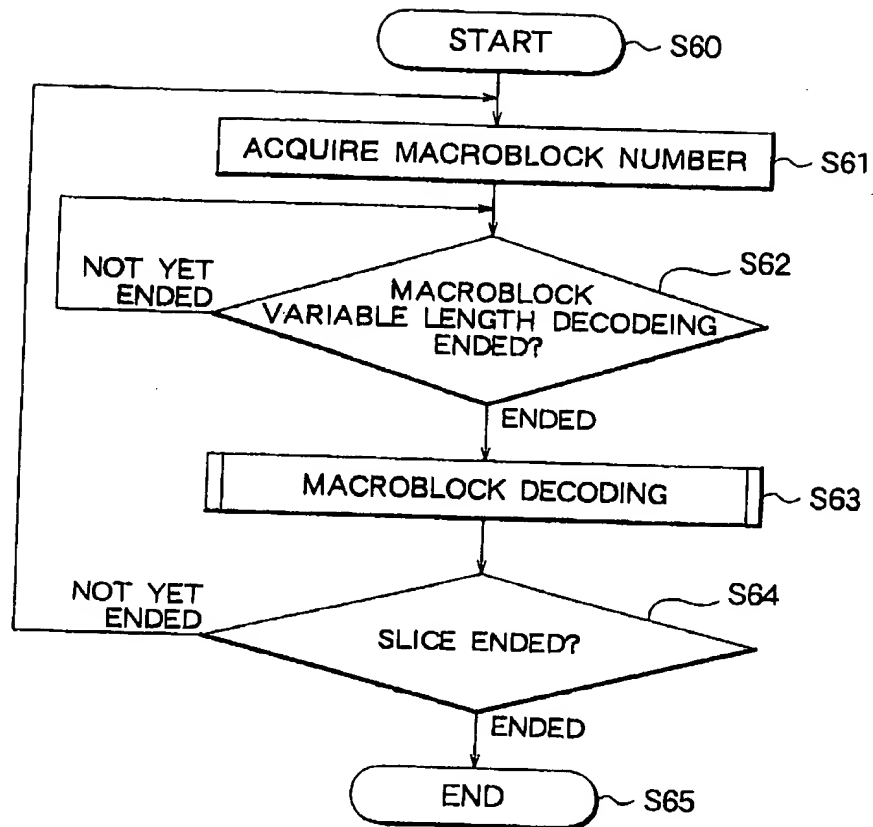 START
S60
ACQUIRE MACROBLOCK NUMBER
S61
NOT YET
ENDED
S62
MACROBLOCK
VARIABLE LENGTH DECODEING
ENDED?
ENDED
MACROBLOCK DECODING
S63
NOT YET
ENDED
S64
SLICE ENDED?
ENDED
END
S65